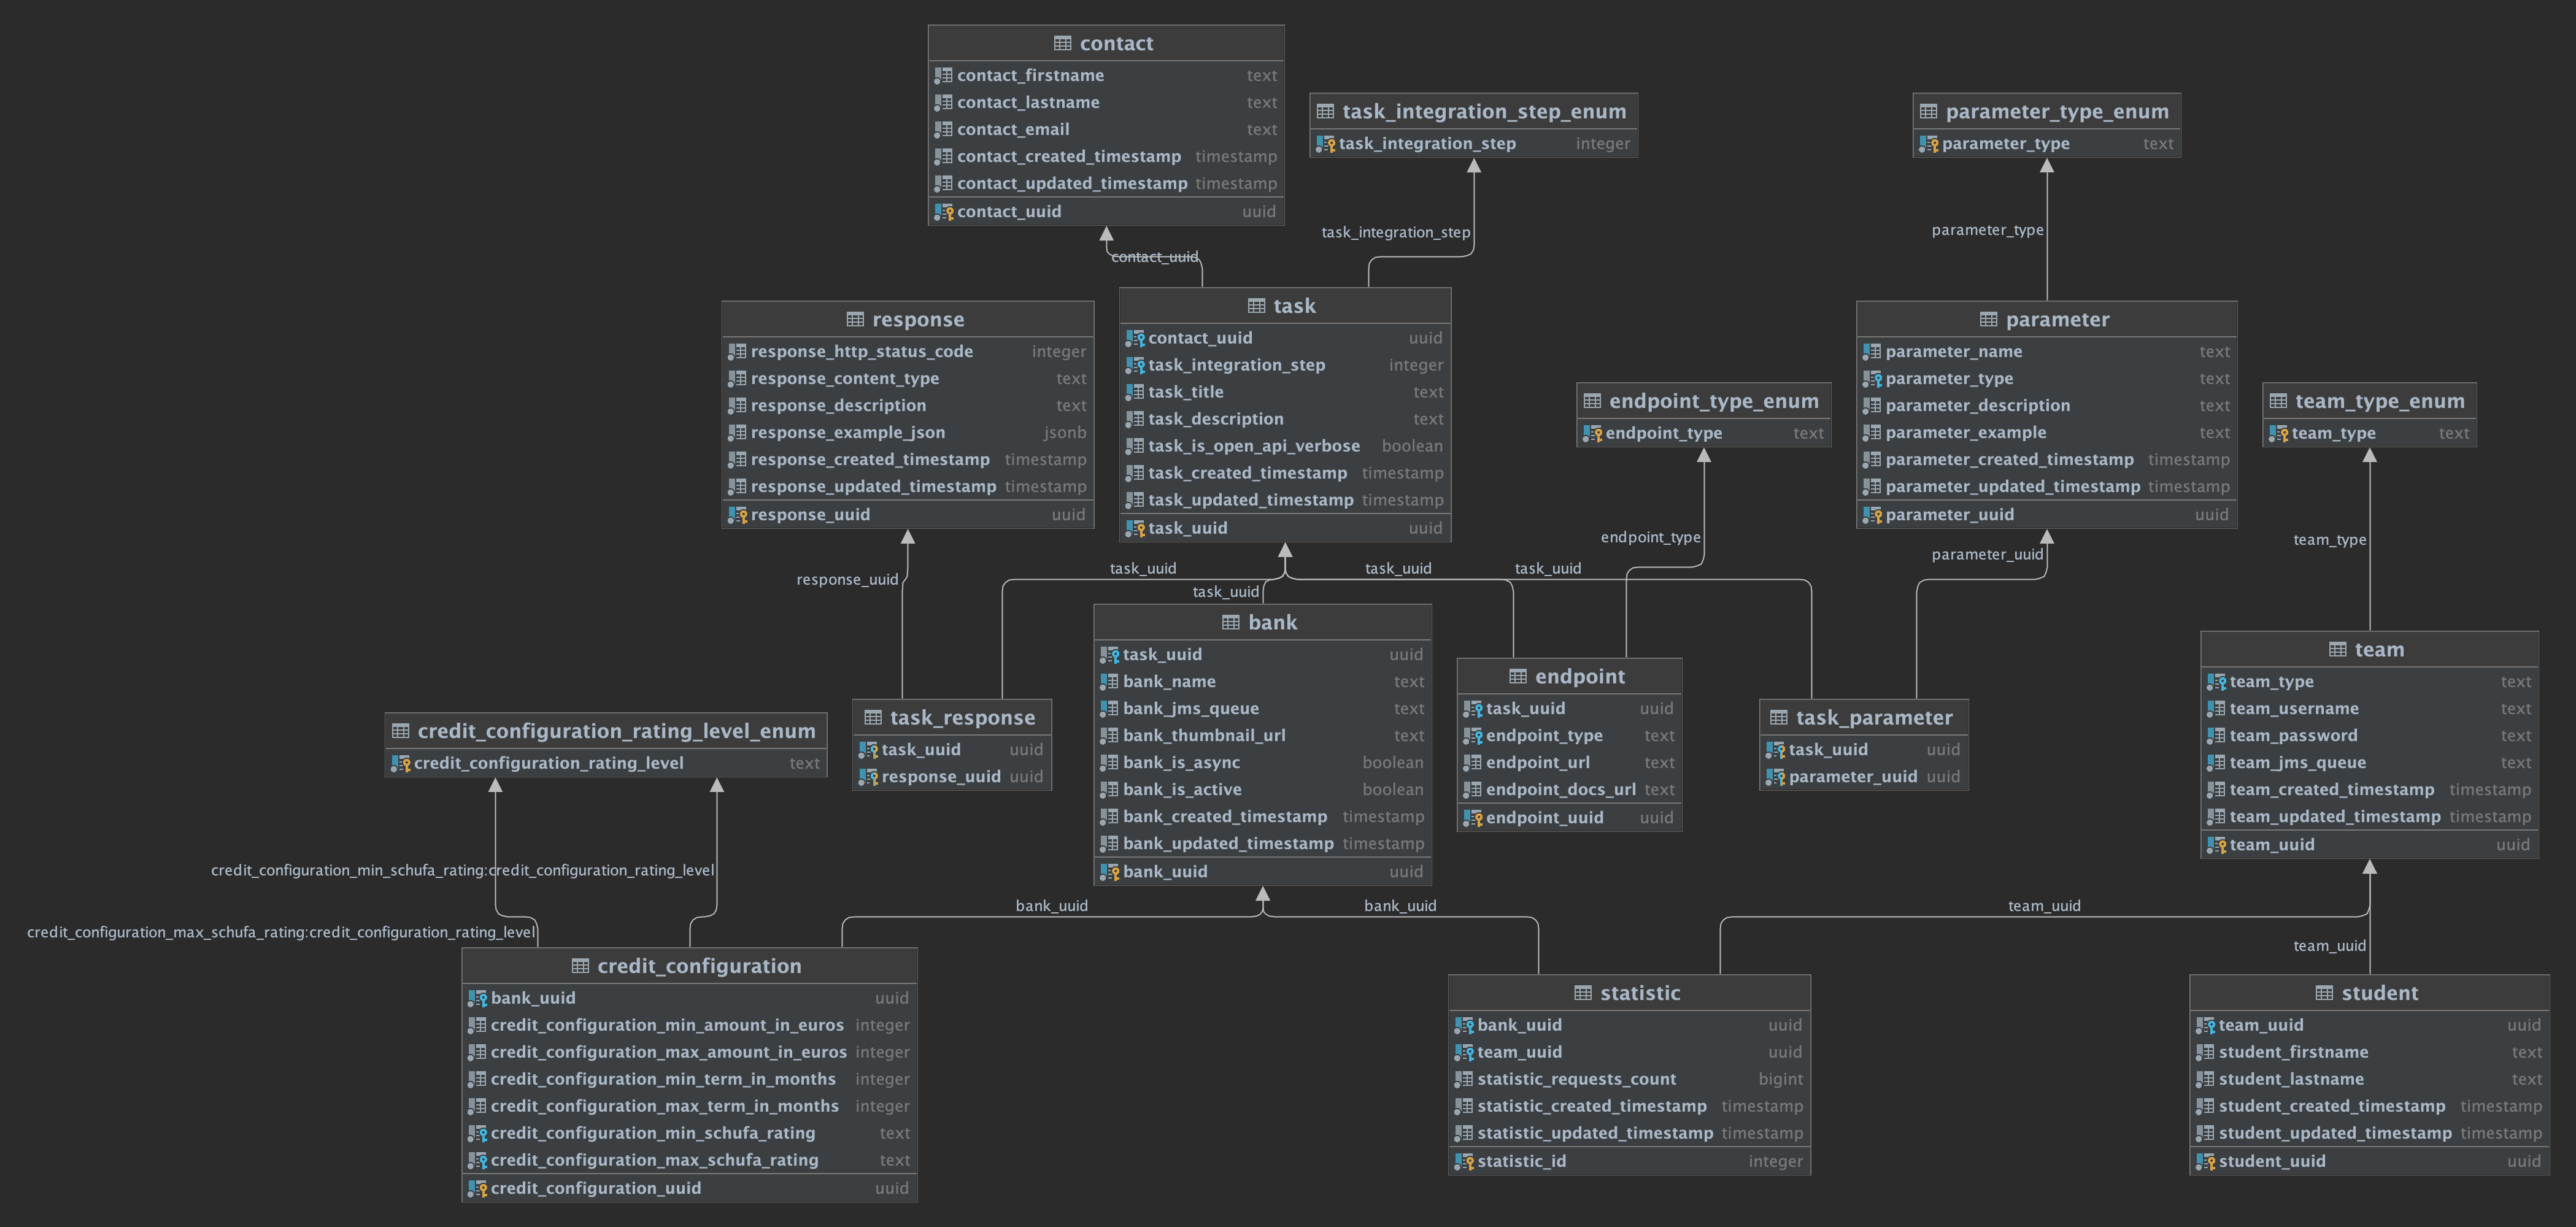 contact
contact_firstname text
contact_lastname text
contact_email text
contact_created_timestamp timestamp
contact_updated_timestamp timestamp
contact_uuid uuid
task_integration_step_enum
task_integration_step integer
parameter_type_enum
parameter_type text
contact_uuid
task_integration_step
parameter_type
response
response_http_status_code integer
response_content_type text
response_description text
response_example_json jsonb
response_created_timestamp timestamp
response_updated_timestamp timestamp
response_uuid uuid
task
contact_uuid uuid
task_integration_step integer
task_title text
task_description text
task_is_open_api_verbose boolean
task_created_timestamp timestamp
task_updated_timestamp timestamp
task_uuid uuid
endpoint_type_enum
endpoint_type text
parameter
parameter_name text
parameter_type text
parameter_description text
parameter_example text
parameter_created_timestamp timestamp
parameter_updated_timestamp timestamp
parameter_uuid uuid
team_type_enum
team_type text
response_uuid
task_uuid
task_uuid
task_uuid
task_uuid
endpoint_type
parameter_uuid
team_type
credit_configuration_rating_level_enum
credit_configuration_rating_level text
task_response
task_uuid uuid
response_uuid uuid
bank
task_uuid uuid
bank_name text
bank_jms_queue text
bank_thumbnail_url text
bank_is_async boolean
bank_is_active boolean
bank_created_timestamp timestamp
bank_updated_timestamp timestamp
bank_uuid uuid
endpoint
task_uuid uuid
endpoint_type text
endpoint_url text
endpoint_docs_url text
endpoint_uuid uuid
task_parameter
task_uuid uuid
parameter_uuid uuid
team
team_type text
team_username text
team_password text
team_jms_queue text
team_created_timestamp timestamp
team_updated_timestamp timestamp
team_uuid uuid
credit_configuration_min_schufa_rating:credit_configuration_rating_level
credit_configuration_max_schufa_rating:credit_configuration_rating_level
bank_uuid
bank_uuid
team_uuid
team_uuid
credit_configuration
bank_uuid uuid
credit_configuration_min_amount_in_euros integer
credit_configuration_max_amount_in_euros integer
credit_configuration_min_term_in_months integer
credit_configuration_max_term_in_months integer
credit_configuration_min_schufa_rating text
credit_configuration_max_schufa_rating text
credit_configuration_uuid uuid
statistic
bank_uuid uuid
team_uuid uuid
statistic_requests_count bigint
statistic_created_timestamp timestamp
statistic_updated_timestamp timestamp
statistic_id integer
student
team_uuid uuid
student_firstname text
student_lastname text
student_created_timestamp timestamp
student_updated_timestamp timestamp
student_uuid uuid